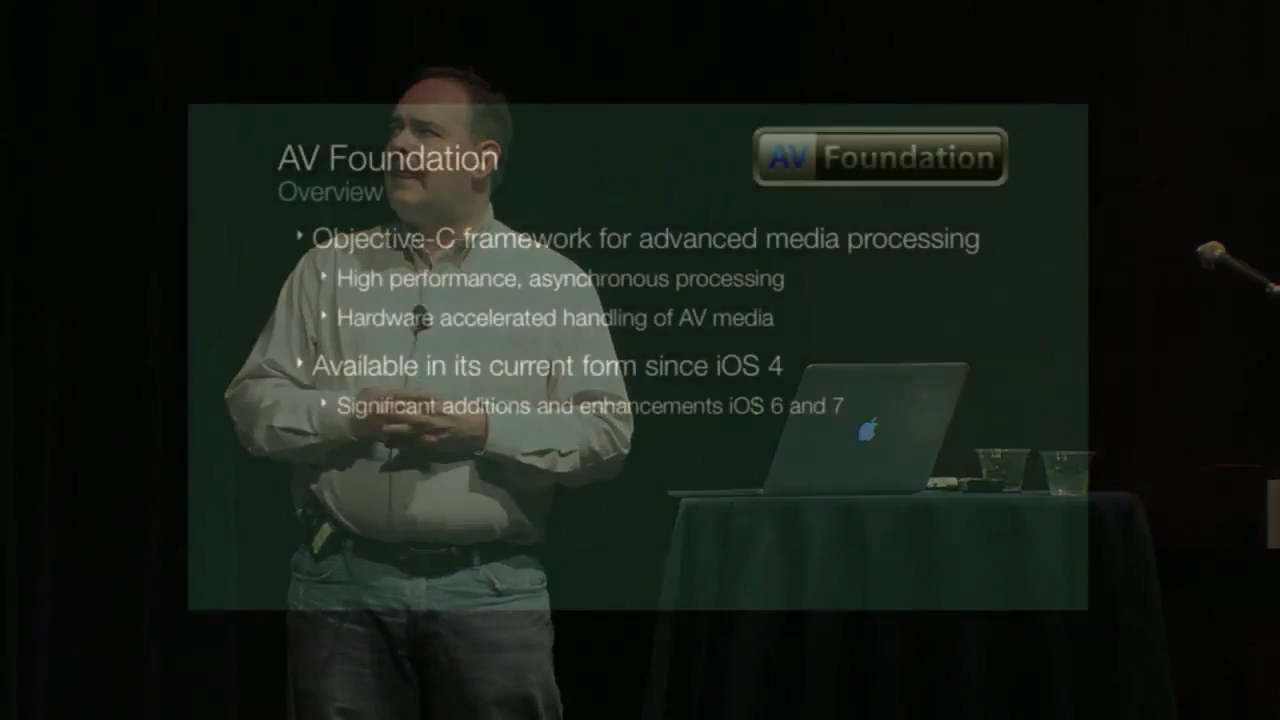 AV Foundation
AV Foundation
Overview
Objective-C framework for advanced media processing
High performance, asynchronous processing
Hardware accelerated handling of AV media
Available in its current form since iOS 4
Significant additions and enhancements iOS 6 and 7